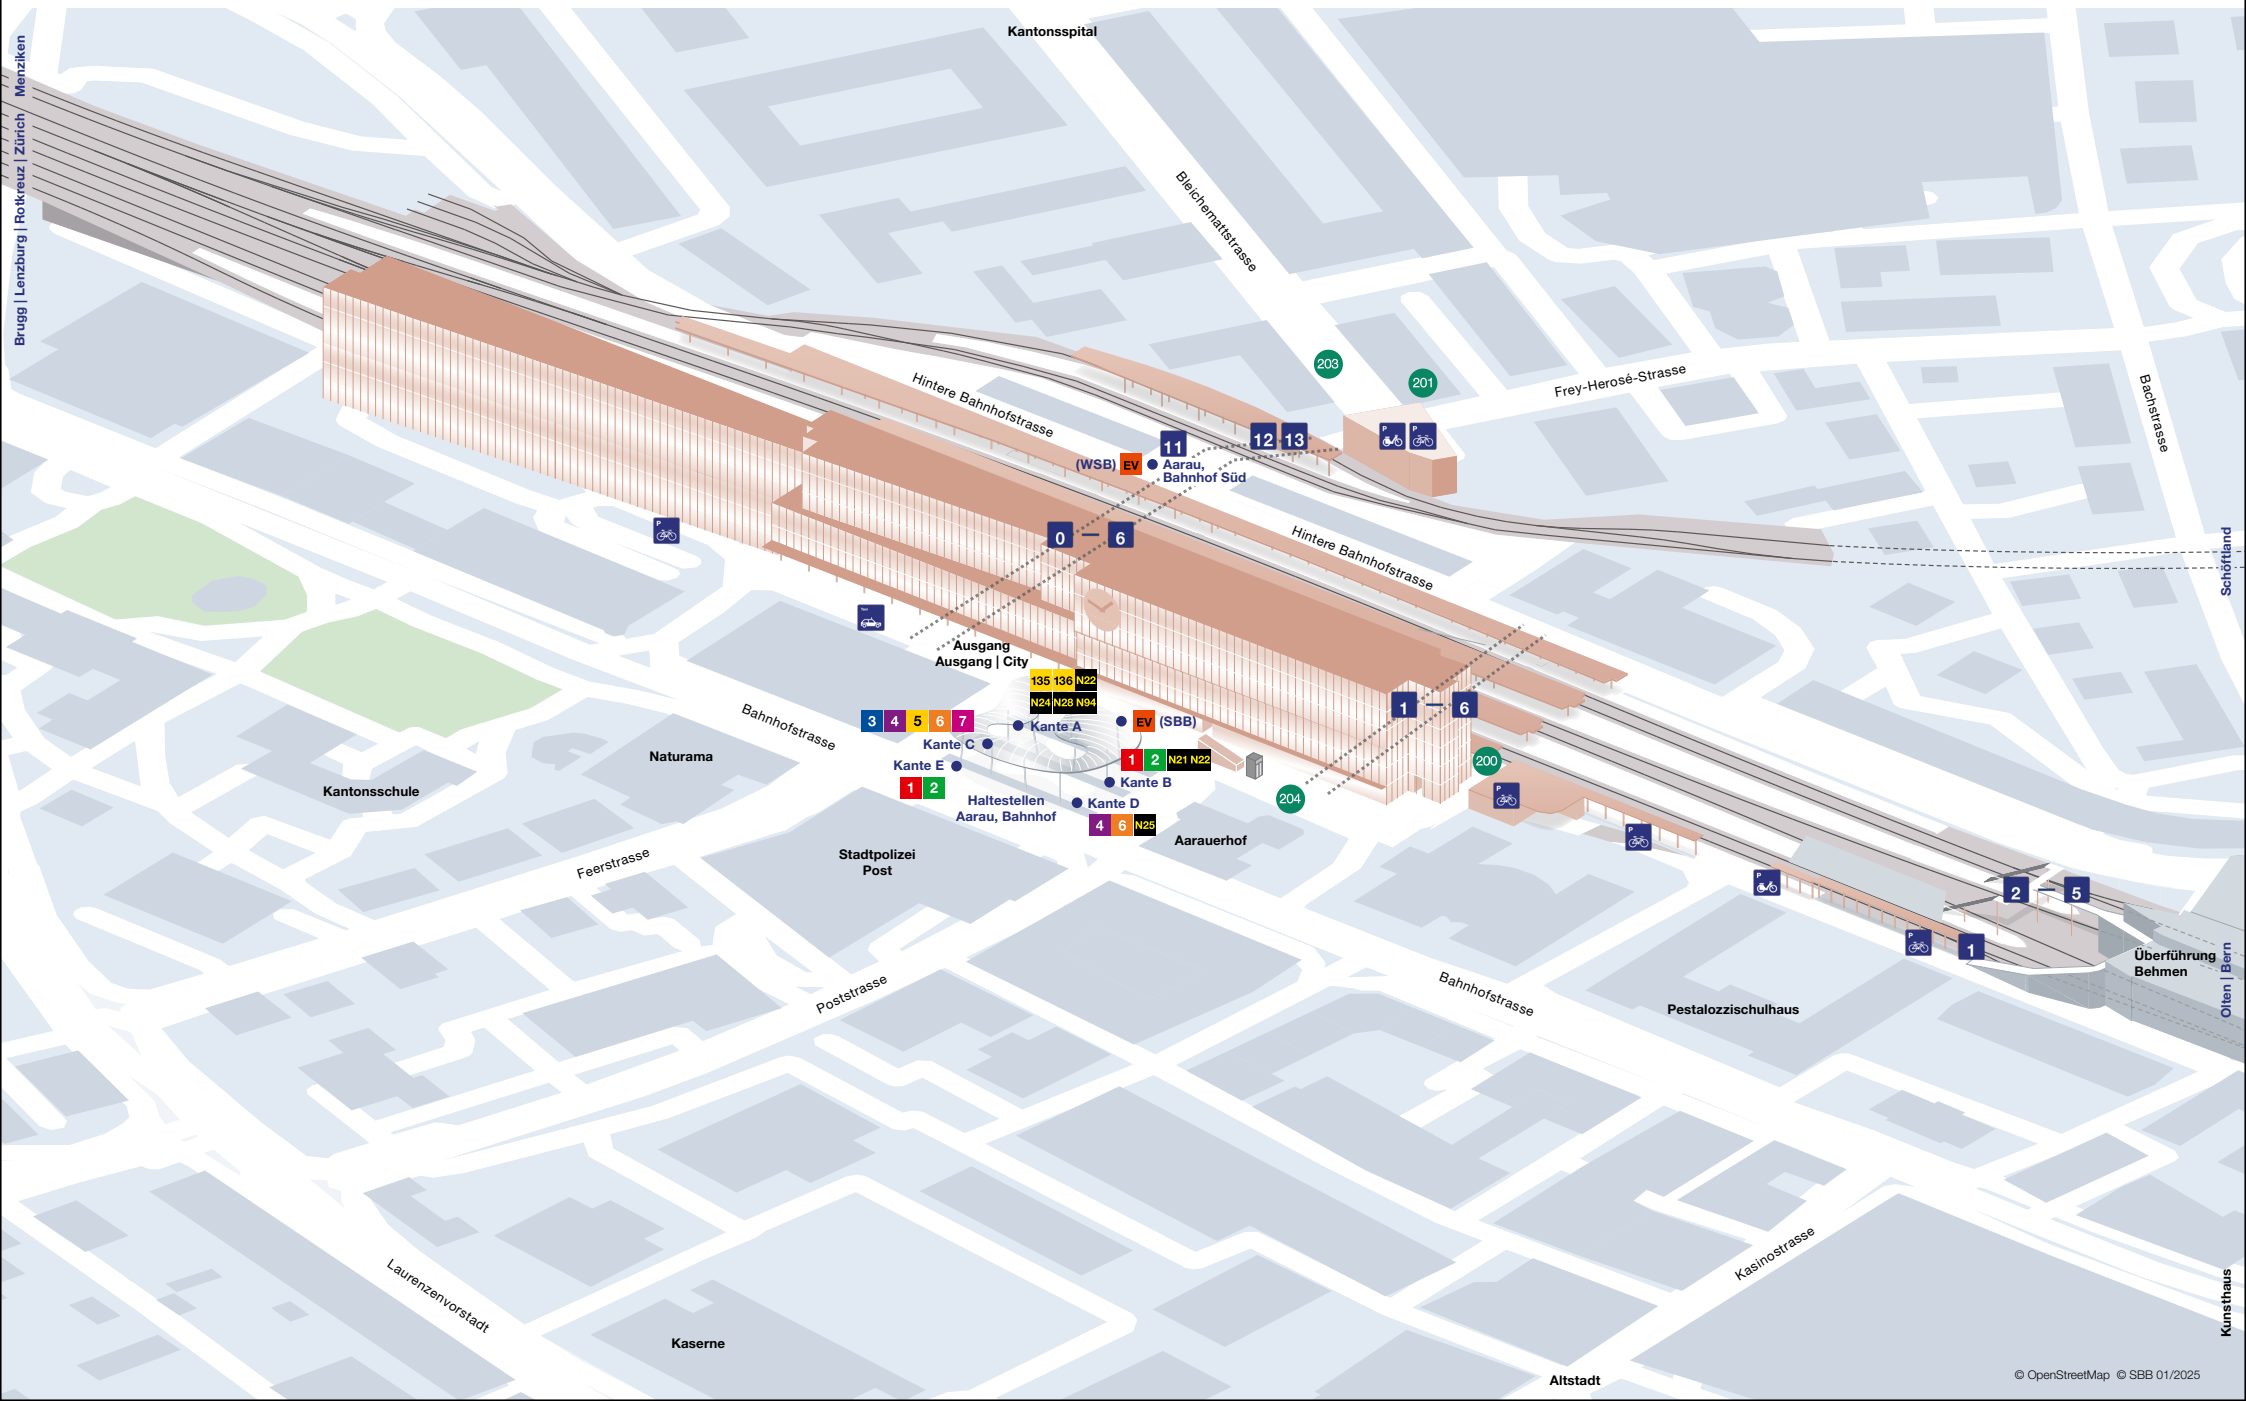 Kantonsspital
Brugg | Lenzburg | Rotkreuz | Zürich Menziken
Bleichemattstrasse
203
201
Frey-Herosé-Strasse
Bachstrasse
Hintere Bahnhofstrasse
11
12 13
P P
(WSB) EV Aarau,
Bahnhof Süd
P
0 – 6
Hintere Bahnhofstrasse
Schöftland
Taxi
Ausgang
Ausgang | City
135 136 N22
N24 N28 N94
1 – 6
3 4 5 6 7
Kante A
EV (SBB)
Bahnhofstrasse
Kante C
Naturama
Kante E
1 2 N21 N22
200
Kante B
1 2
Kantonsschule
Haltestellen
Aarau, Bahnhof
Kante D
204
P
4 6 N25
P
Aarauerhof
Feerstrasse
Stadtpolizei
Post
P
2 – 5
P
1
Überführung
Behmen
Olten | Bern
Poststrasse
Bahnhofstrasse
Pestalozzischulhaus
Laurenzenvorstadt
Kasinostrasse
Kunsthaus
Kaserne
Altstadt
© OpenStreetMap © SBB 01/2025